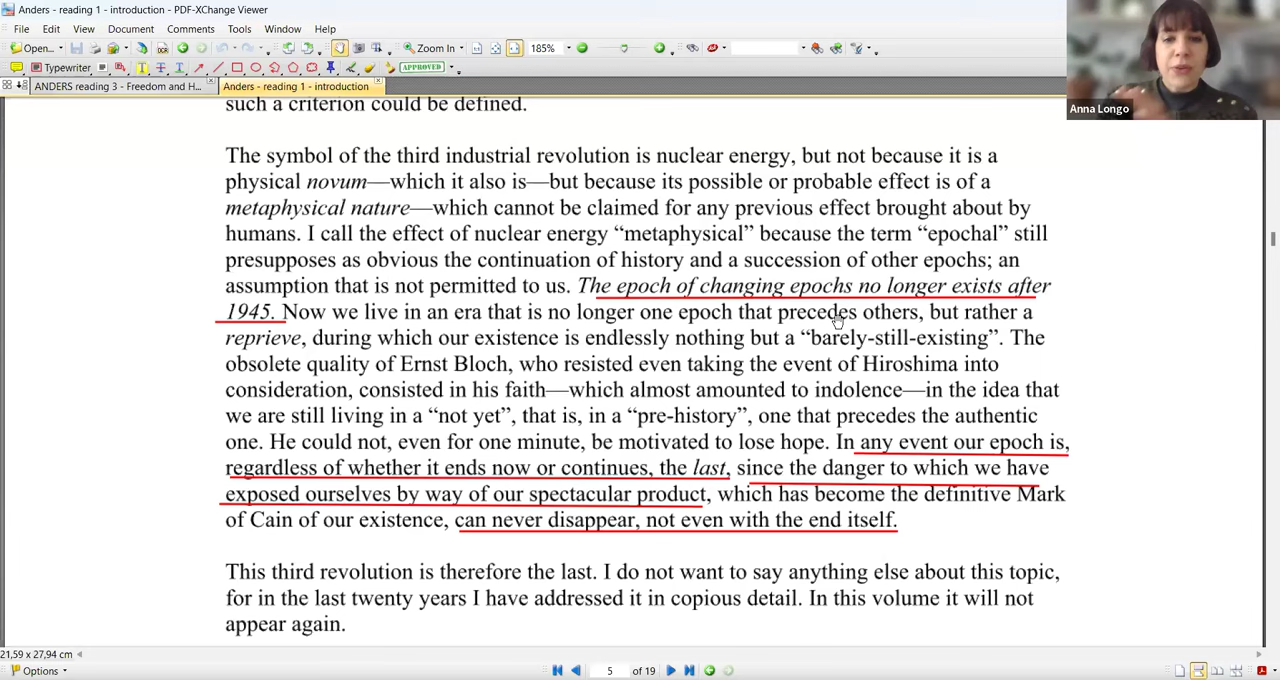 Anders - reading 1 - introduction - PDF-XChange Viewer
File Edit View Document Comments Tools Window Help
Open... Zoom In 185%
Typewriter APPROVED
ANDERS reading 3 - Freedom and H... Anders - reading 1 - introduction
Anna Longo
such a criterion could be defined.
The symbol of the third industrial revolution is nuclear energy, but not because it is a
physical novum—which it also is—but because its possible or probable effect is of a
metaphysical nature—which cannot be claimed for any previous effect brought about by
humans. I call the effect of nuclear energy “metaphysical” because the term “epochal” still
presupposes as obvious the continuation of history and a succession of other epochs; an
assumption that is not permitted to us. The epoch of changing epochs no longer exists after
1945. Now we live in an era that is no longer one epoch that precedes others, but rather a
reprieve, during which our existence is endlessly nothing but a “barely-still-existing”. The
obsolete quality of Ernst Bloch, who resisted even taking the event of Hiroshima into
consideration, consisted in his faith—which almost amounted to indolence—in the idea that
we are still living in a “not yet”, that is, in a “pre-history”, one that precedes the authentic
one. He could not, even for one minute, be motivated to lose hope. In any event our epoch is,
regardless of whether it ends now or continues, the last, since the danger to which we have
exposed ourselves by way of our spectacular product, which has become the definitive Mark
of Cain of our existence, can never disappear, not even with the end itself.
This third revolution is therefore the last. I do not want to say anything else about this topic,
for in the last twenty years I have addressed it in copious detail. In this volume it will not
appear again.
21,59 x 27,94 cm
Options 5 of 19